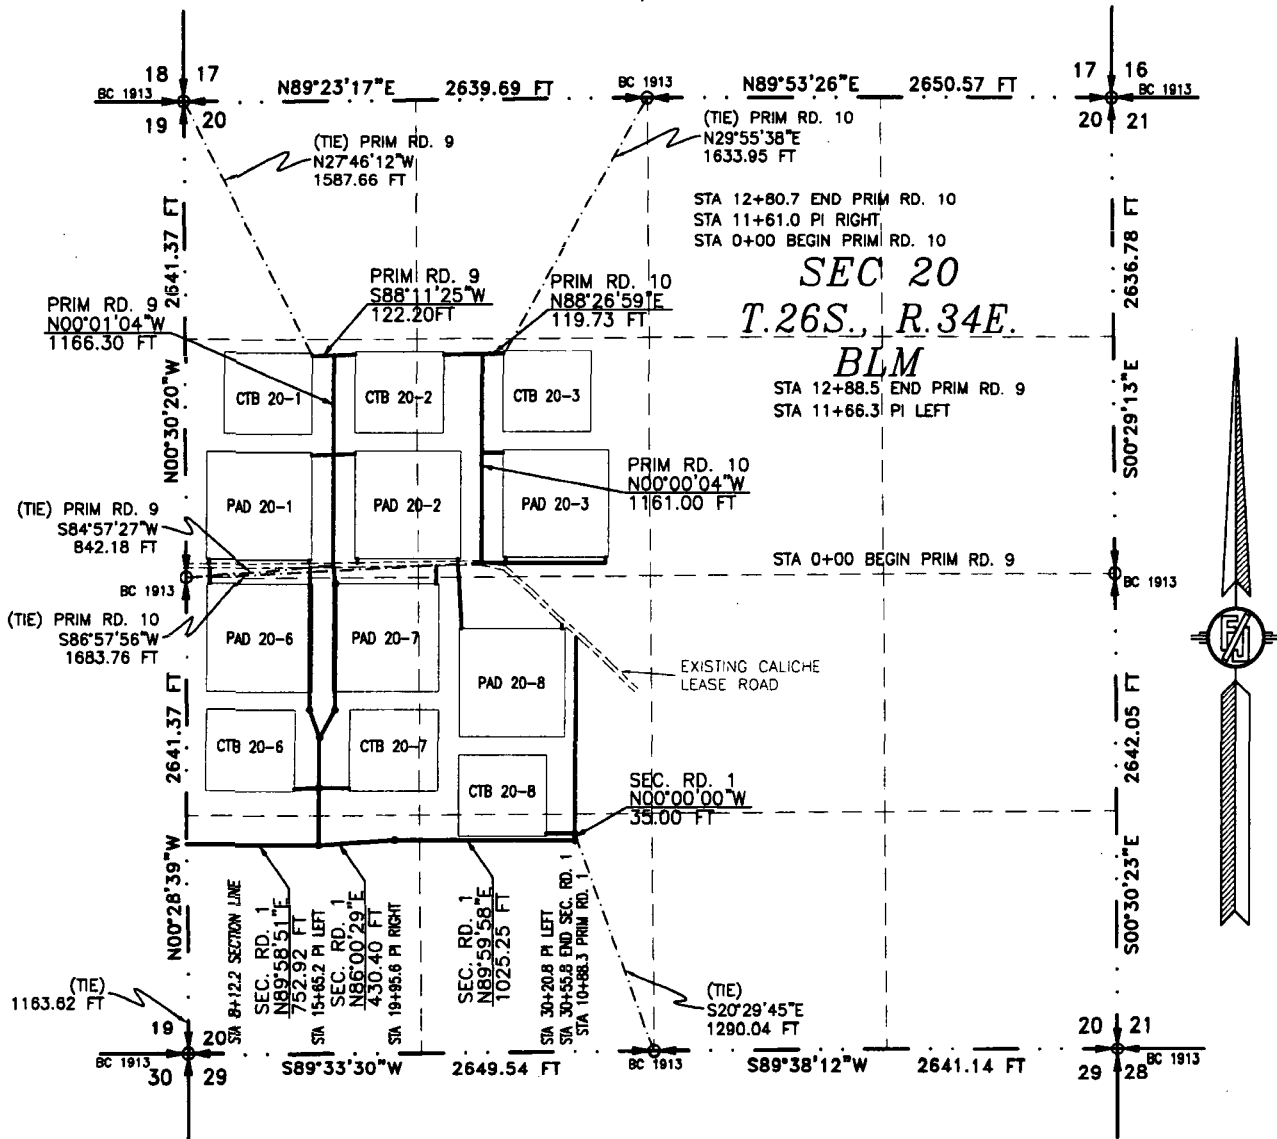 18 17
BC 1913
19 20
N89°23'17"E 2639.69 FT
BC 1913
N89°53'26"E 2650.57 FT
17 16
BC 1913
20 21
(TIE) PRIM RD. 9
N27°46'12"W
1587.66 FT
(TIE) PRIM RD. 10
N29°55'38"E
1633.95 FT
STA 12+80.7 END PRIM RD. 10
STA 11+61.0 PI RIGHT
STA 0+00 BEGIN PRIM RD. 10
SEC 20
T.26S., R.34E.
BLM
STA 12+88.5 END PRIM RD. 9
STA 11+66.3 PI LEFT
STA 0+00 BEGIN PRIM RD. 9
2641.37 FT
N00°30'20"W
2636.78 FT
S00°29'13"E
PRIM RD. 9
N00°01'04"W
1166.30 FT
PRIM RD. 9
S88°11'25"W
122.20FT
PRIM RD. 10
N88°26'59"E
119.73 FT
CTB 20-1
CTB 20-2
CTB 20-3
PRIM RD. 10
N00°00'04"W
1161.00 FT
PAD 20-1
PAD 20-2
PAD 20-3
(TIE) PRIM RD. 9
S84°57'27"W
842.18 FT
BC 1913
BC 1913
(TIE) PRIM RD. 10
S86°57'56"W
1683.76 FT
PAD 20-6
PAD 20-7
PAD 20-8
EXISTING CALICHE
LEASE ROAD
CTB 20-6
CTB 20-7
CTB 20-8
2641.37 FT
N00°28'39"W
2642.05 FT
S00°30'23"E
SEC. RD. 1
N00°00'00"W
35.00 FT
STA 8+12.2 SECTION LINE
SEC. RD. 1
N89°58'51"E
752.92 FT
STA 15+65.2 PI LEFT
SEC. RD. 1
N86°00'29"E
430.40 FT
STA 19+95.6 PI RIGHT
SEC. RD. 1
N89°59'58"E
1025.25 FT
STA 30+20.8 PI LEFT
STA 30+55.8 END SEC. RD. 1
STA 10+88.3 PRIM RD. 1
(TIE)
1163.62 FT
(TIE)
S20°29'45"E
1290.04 FT
19 20
BC 1913
30 29
S89°33'30"W 2649.54 FT
BC 1913
S89°38'12"W 2641.14 FT
20 21
BC 1913
29 28